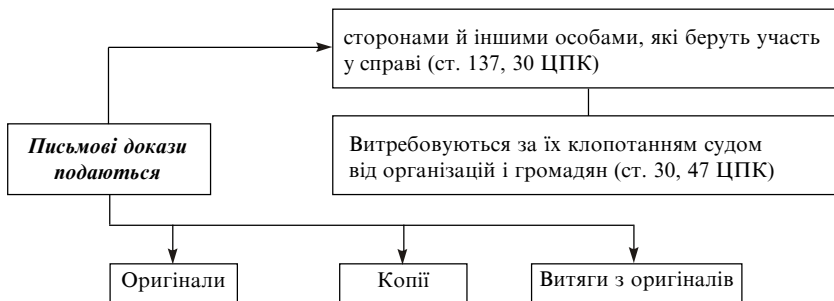 сторонами й іншими особами, які беруть участь
у справі (ст. 137, 30 ЦПК)
Письмові докази
подаються
Витребовуються за їх клопотанням судом
від організацій і громадян (ст. 30, 47 ЦПК)
Оригінали
Копії
Витяги з оригіналів